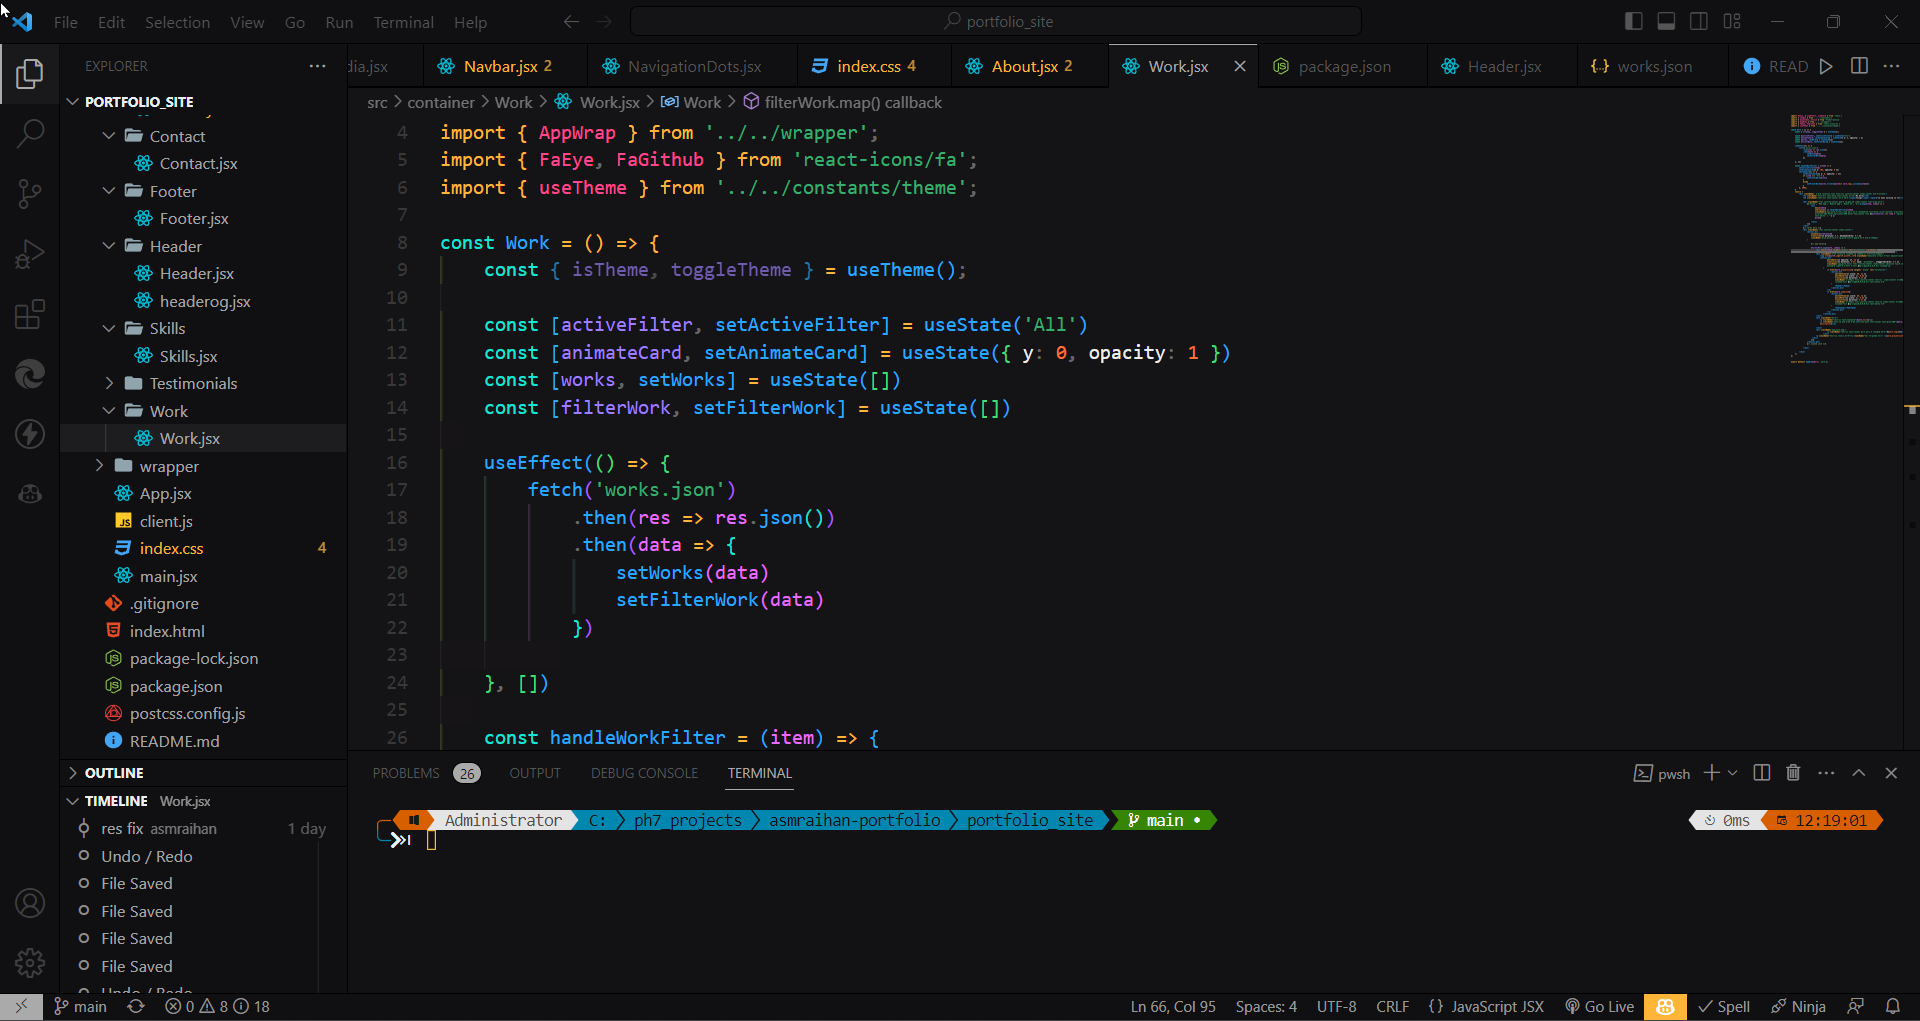 File Edit Selection View Go Run Terminal Help
portfolio_site
EXPLORER
dia.jsx
Navbar.jsx 2
NavigationDots.jsx
index.css 4
About.jsx 2
Work.jsx
package.json
Header.jsx
works.json
READ
src > container > Work > Work.jsx > Work > filterWork.map() callback
PORTFOLIO_SITE
Contact
Contact.jsx
Footer
Footer.jsx
Header
Header.jsx
headerog.jsx
Skills
Skills.jsx
Testimonials
Work
Work.jsx
wrapper
App.jsx
client.js
index.css 4
main.jsx
.gitignore
index.html
package-lock.json
package.json
postcss.config.js
README.md
OUTLINE
TIMELINE Work.jsx
res fix asmraihan 1 day
Undo / Redo
File Saved
File Saved
File Saved
File Saved
Undo / Redo
4 import { AppWrap } from '../../wrapper';
5 import { FaEye, FaGithub } from 'react-icons/fa';
6 import { useTheme } from '../../constants/theme';
7
8 const Work = () => {
9 const { isTheme, toggleTheme } = useTheme();
10
11 const [activeFilter, setActiveFilter] = useState('All')
12 const [animateCard, setAnimateCard] = useState({ y: 0, opacity: 1 })
13 const [works, setWorks] = useState([])
14 const [filterWork, setFilterWork] = useState([])
15
16 useEffect(() => {
17 fetch('works.json')
18 .then(res => res.json())
19 .then(data => {
20 setWorks(data)
21 setFilterWork(data)
22 })
23
24 }, [])
25
26 const handleWorkFilter = (item) => {
PROBLEMS 26 OUTPUT DEBUG CONSOLE TERMINAL
pwsh
Administrator C: ph7_projects asmraihan-portfolio portfolio_site main
0ms 12:19:01
main 0 8 18
Ln 66, Col 95 Spaces: 4 UTF-8 CRLF {} JavaScript JSX Go Live Spell Ninja